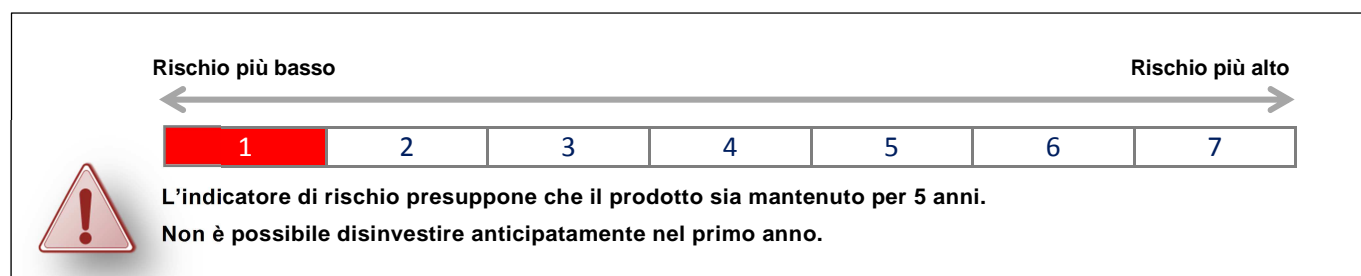 Rischio più basso Rischio più alto
1 2 3 4 5 6 7
L'indicatore di rischio presuppone che il prodotto sia mantenuto per 5 anni.
Non è possibile disinvestire anticipatamente nel primo anno.